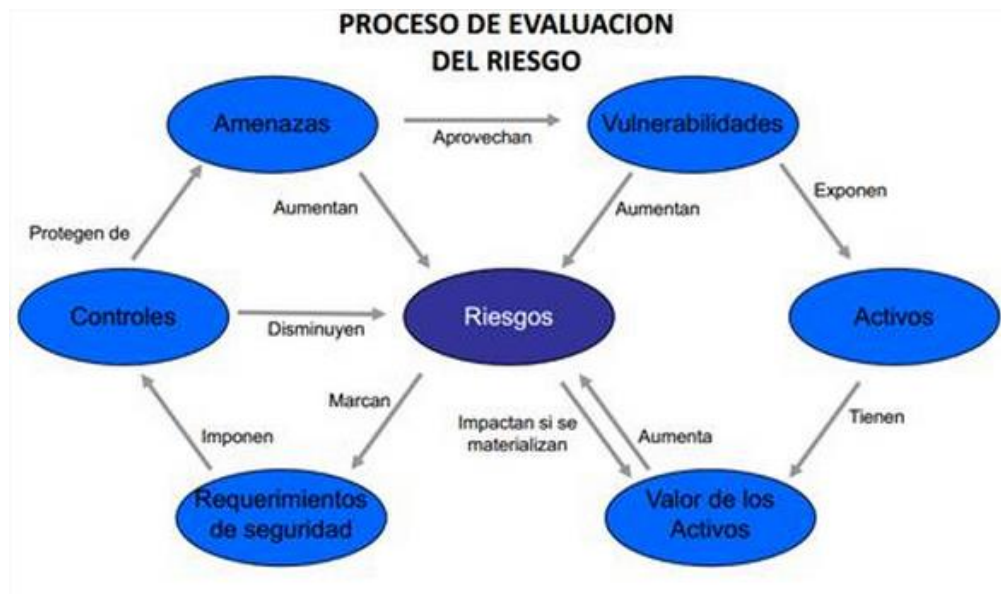 PROCESO DE EVALUACION
DEL RIESGO
Amenazas
Aprovechan
Vulnerabilidades
Aumentan
Aumentan
Exponen
Protegen de
Controles
Disminuyen
Riesgos
Activos
Marcan
Impactan si se
materializan
Aumenta
Tienen
Imponen
Requerimientos
de seguridad
Valor de los
Activos